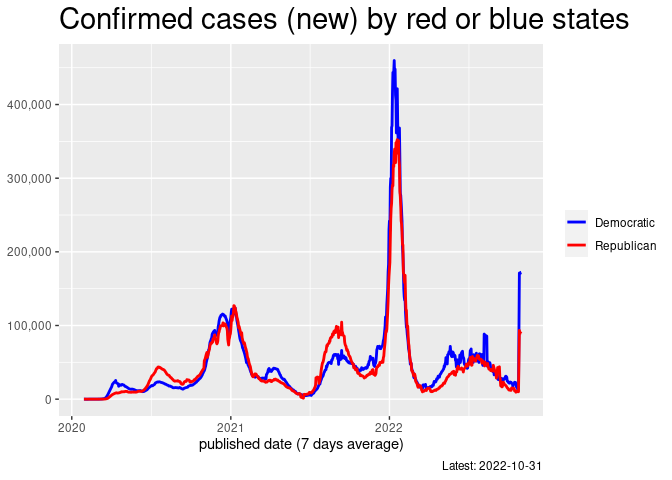 Confirmed cases (new) by red or blue states
400,000
300,000
200,000
100,000
0
2020
2021
2022
published date (7 days average)
Democratic
Republican
Latest: 2022-10-31